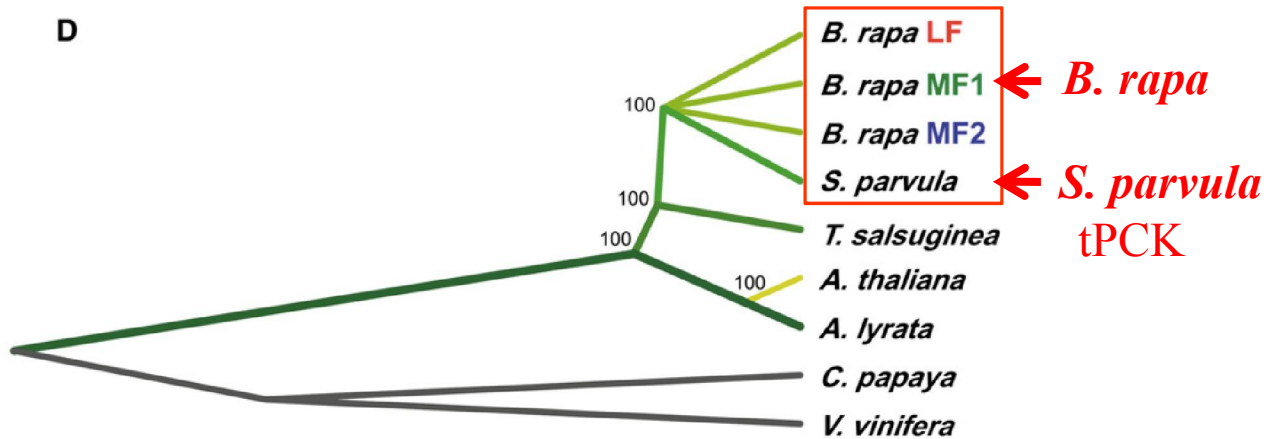 D
B. rapa LF
B. rapa MF1
B. rapa
100
B. rapa MF2
S. parvula
S. parvula
100
tPCK
T. salsuginea
100
100
A. thaliana
A. lyrata
C. papaya
V. vinifera